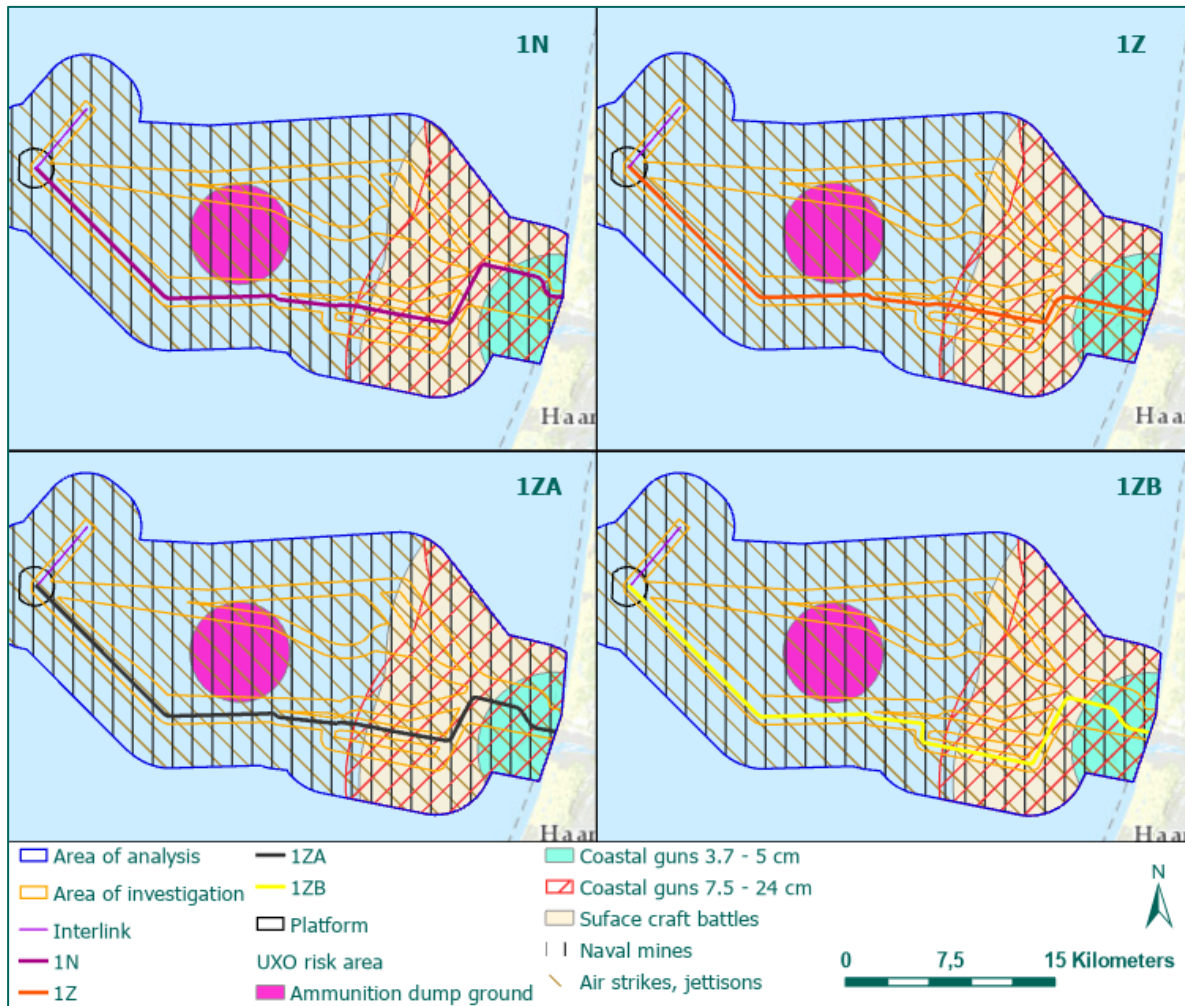 1N
1Z
Haar
Haar
1ZA
1ZB
Haar
Haar
Area of analysis
Area of investigation
Interlink
1N
1Z
1ZA
1ZB
Platform
UXO risk area
Ammunition dump ground
Coastal guns 3.7 - 5 cm
Coastal guns 7.5 - 24 cm
Suface craft battles
Naval mines
Air strikes, jettisons
N
0 7,5 15 Kilometers